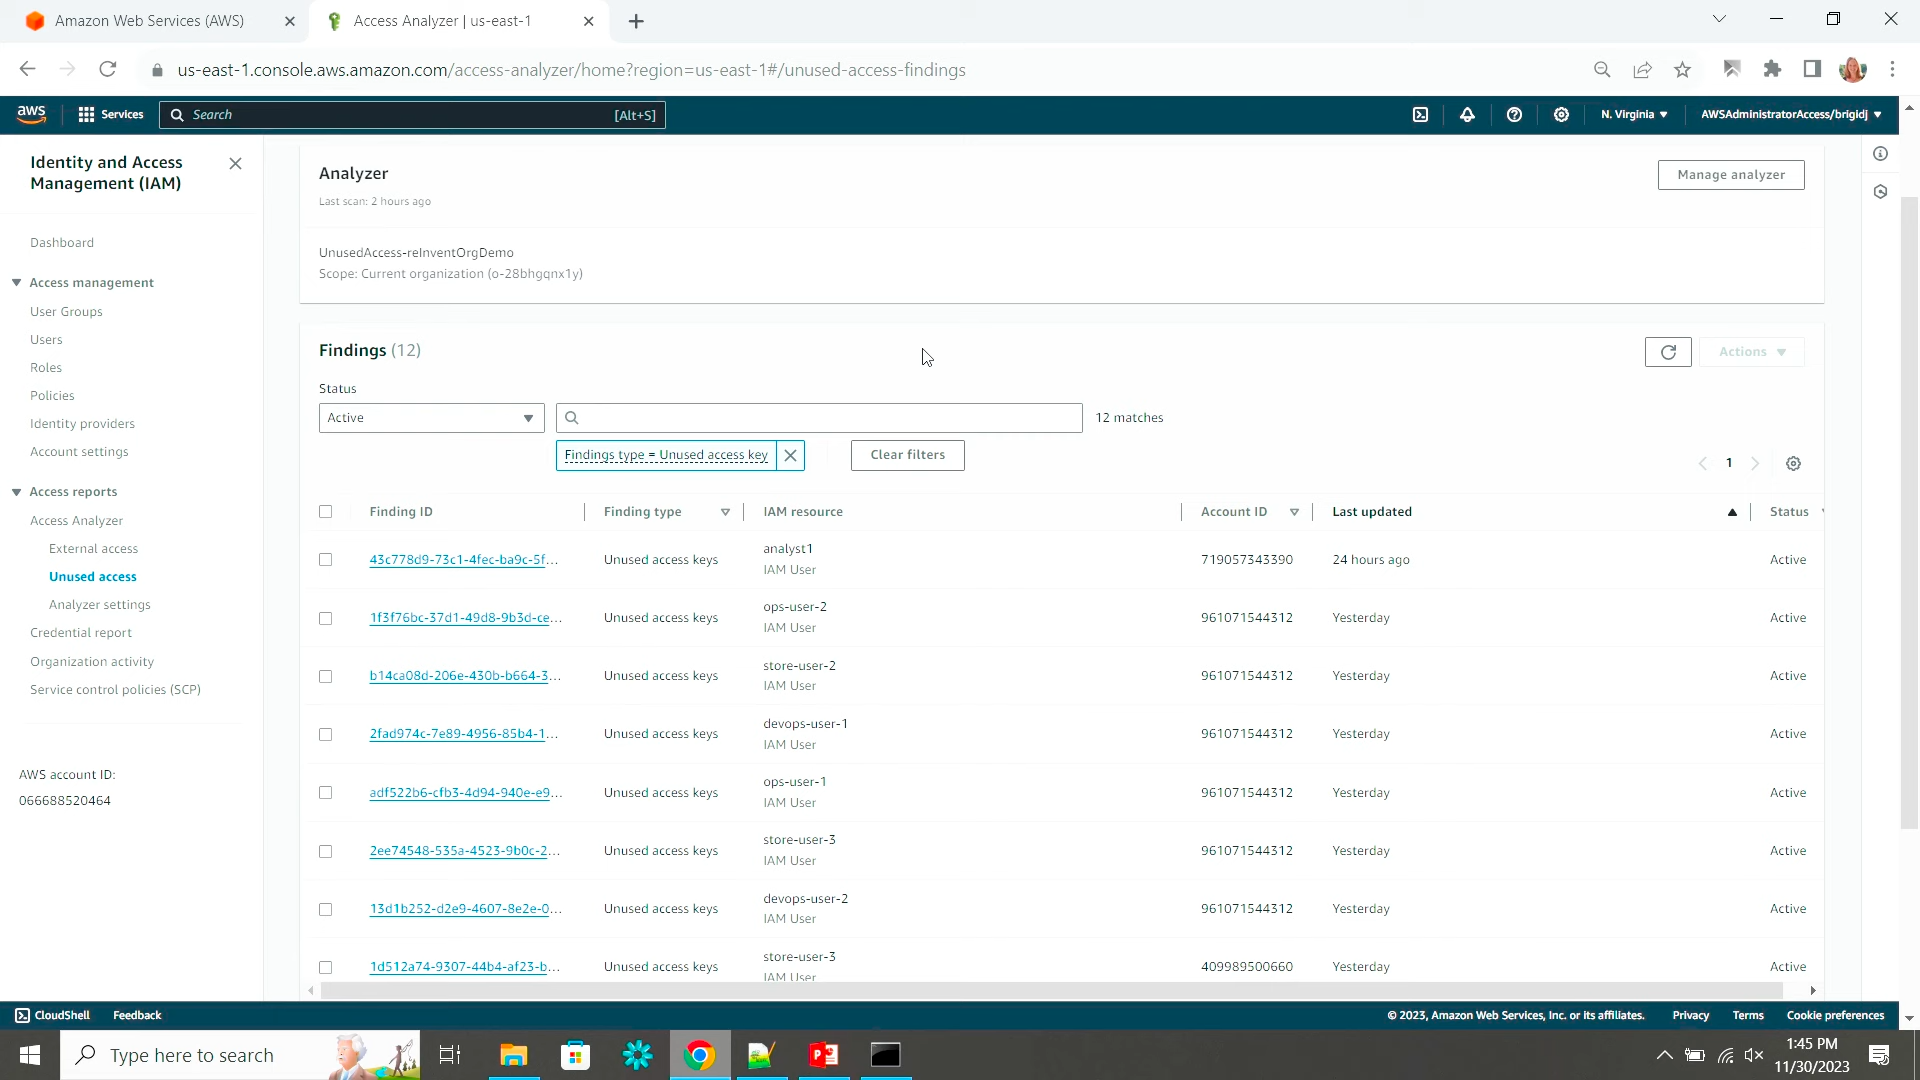 Amazon Web Services (AWS)
Access Analyzer | us-east-1
us-east-1.console.aws.amazon.com/access-analyzer/home?region=us-east-1#/unused-access-findings
aws
Services
Search
[Alt+S]
N. Virginia
AWSAdministratorAccess/brigidj
Identity and Access
Management (IAM)
Dashboard
Access management
User Groups
Users
Roles
Policies
Identity providers
Account settings
Access reports
Access Analyzer
External access
Unused access
Analyzer settings
Credential report
Organization activity
Service control policies (SCP)
AWS account ID:
066688520464
Analyzer
Manage analyzer
Last scan: 2 hours ago
UnusedAccess-reInventOrgDemo
Scope: Current organization (o-28bhgqnx1y)
Findings (12)
Actions
Status
Active
12 matches
Findings type = Unused access key
Clear filters
1
Finding ID Finding type IAM resource Account ID Last updated Status
43c778d9-73c1-4fec-ba9c-5f... Unused access keys analyst1 719057343390 24 hours ago Active
IAM User
1f3f76bc-37d1-49d8-9b3d-ce... Unused access keys ops-user-2 961071544312 Yesterday Active
IAM User
b14ca08d-206e-430b-b664-3... Unused access keys store-user-2 961071544312 Yesterday Active
IAM User
2fad974c-7e89-4956-85b4-1... Unused access keys devops-user-1 961071544312 Yesterday Active
IAM User
adf522b6-cfb3-4d94-940e-e9... Unused access keys ops-user-1 961071544312 Yesterday Active
IAM User
2ee74548-535a-4523-9b0c-2... Unused access keys store-user-3 961071544312 Yesterday Active
IAM User
13d1b252-d2e9-4607-8e2e-0... Unused access keys devops-user-2 961071544312 Yesterday Active
IAM User
1d512a74-9307-44b4-af23-b... Unused access keys store-user-3 409989500660 Yesterday Active
IAM User
CloudShell
Feedback
© 2023, Amazon Web Services, Inc. or its affiliates.
Privacy
Terms
Cookie preferences
Type here to search
1:45 PM
11/30/2023